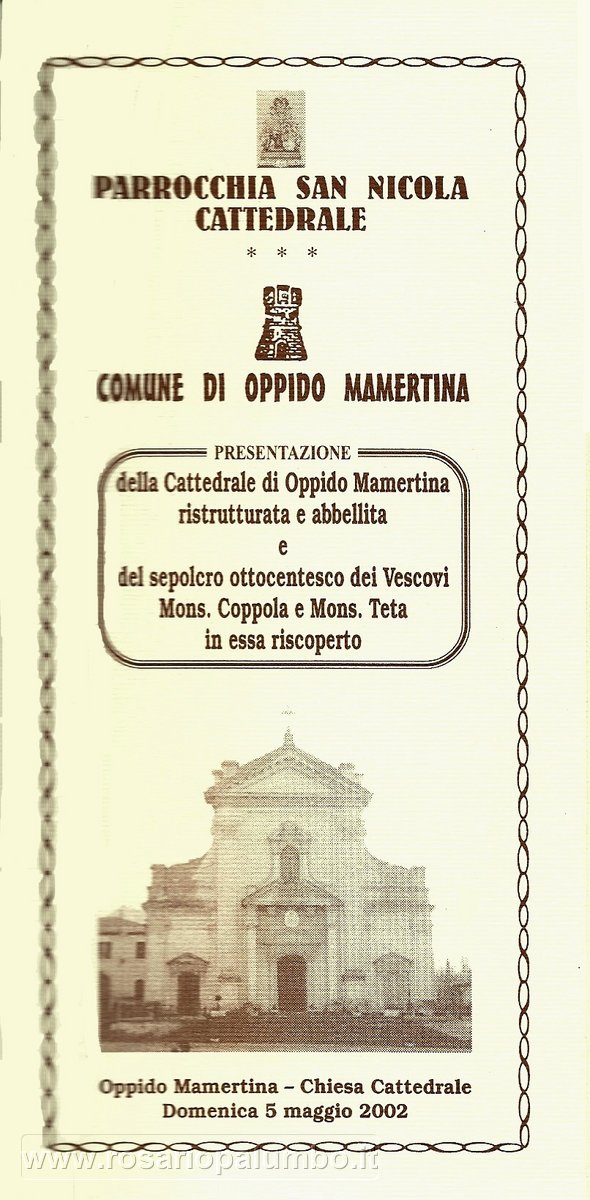 PARROCCHIA SAN NICOLA
CATTEDRALE
* * *
COMUNE DI OPPIDO MAMERTINA
PRESENTAZIONE
della Cattedrale di Oppido Mamertina
ristrutturata e abbellita
e
del sepolcro ottocentesco dei Vescovi
Mons. Coppola e Mons. Teta
in essa riscoperto
Oppido Mamertina – Chiesa Cattedrale
Domenica 5 maggio 2002
www.rosariopalumbo.it